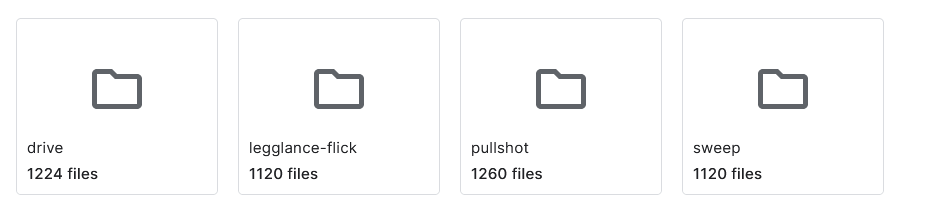 drive
1224 files
legglance-flick
1120 files
pullshot
1260 files
sweep
1120 files